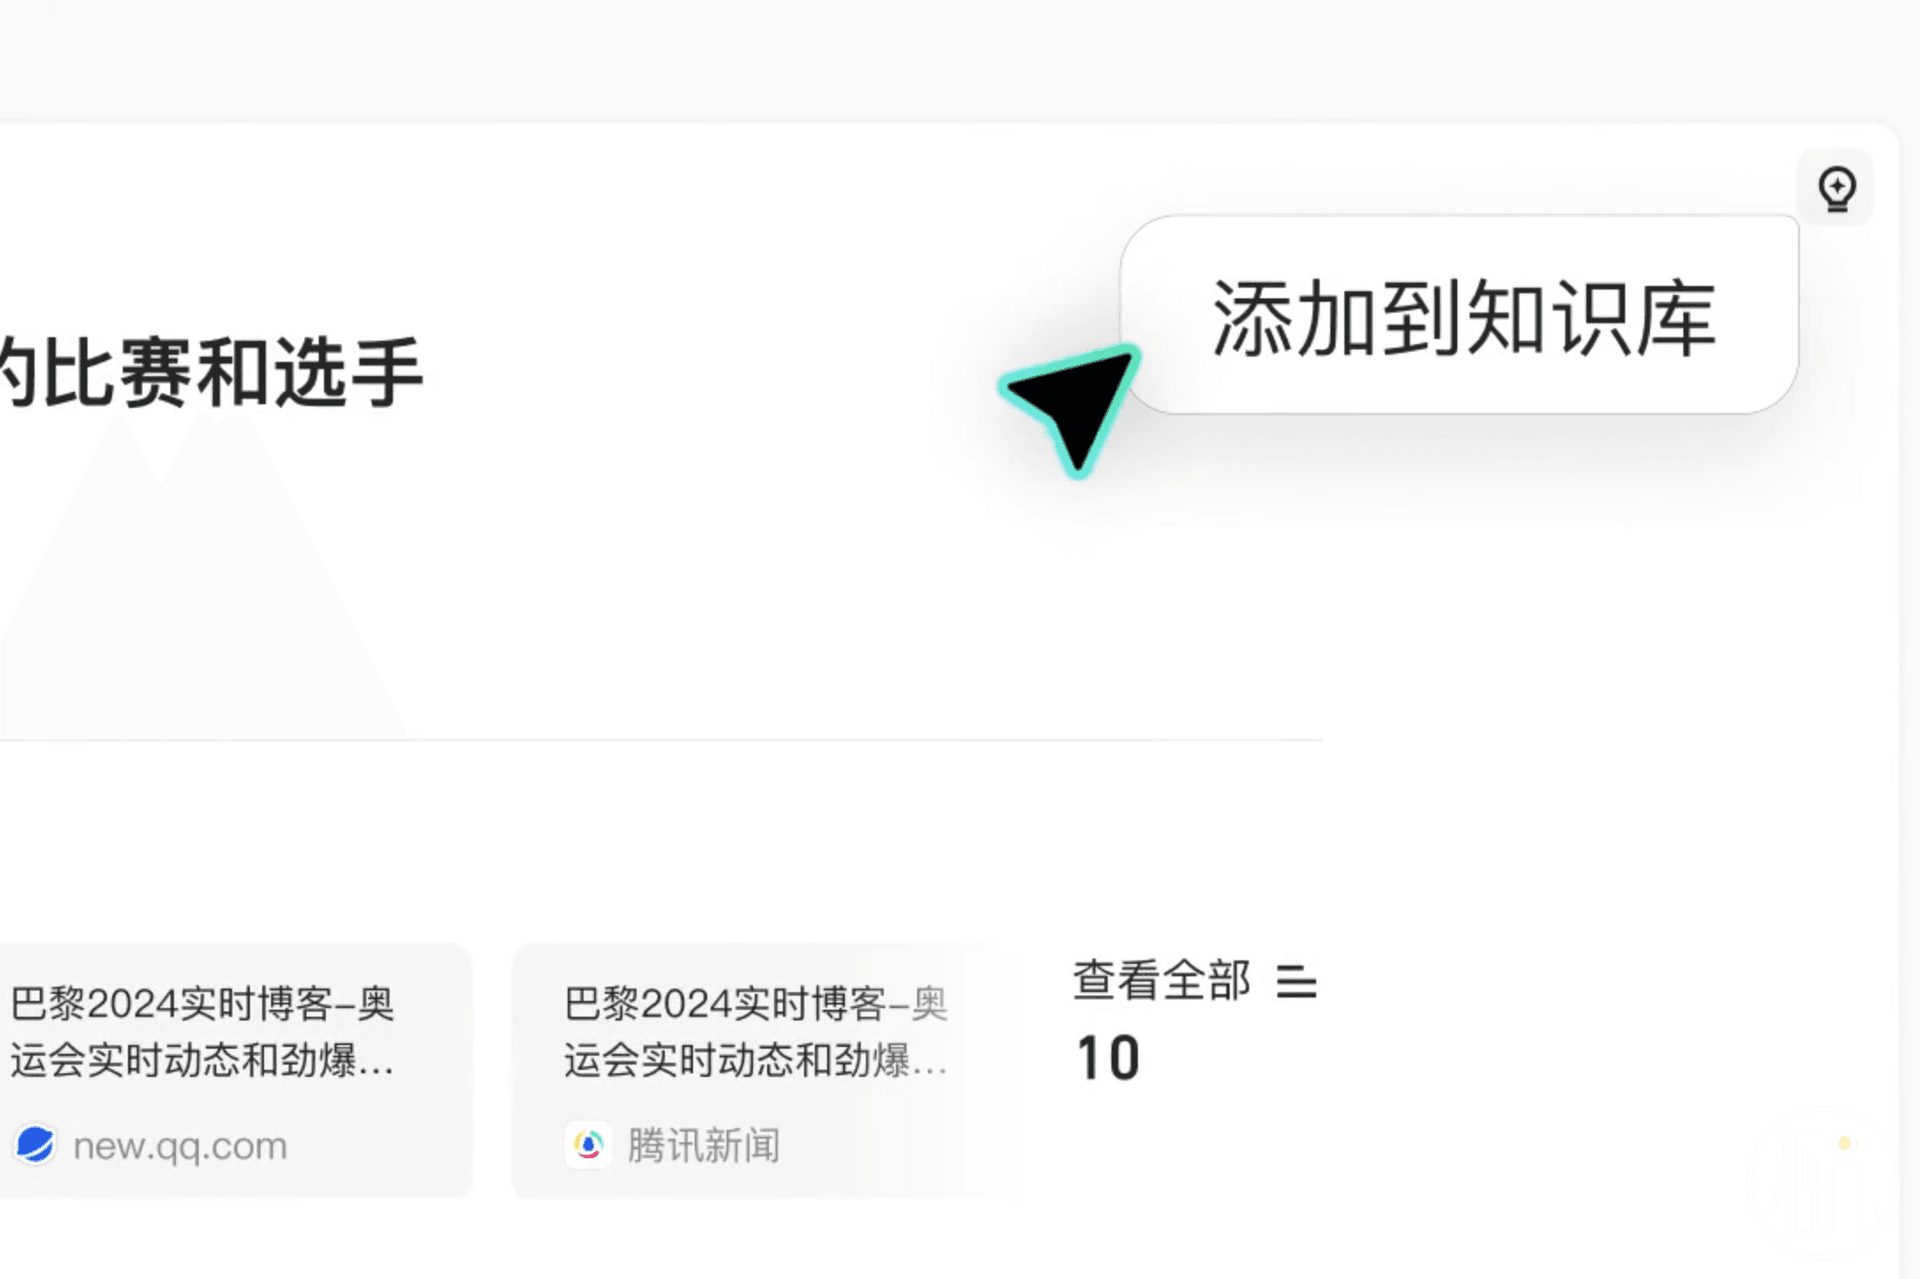 添加到知识库
的比赛和选手
巴黎2024实时博客–奥
运会实时动态和劲爆...
new.qq.com
巴黎2024实时博客–奥
运会实时动态和劲爆...
腾讯新闻
查看全部
10